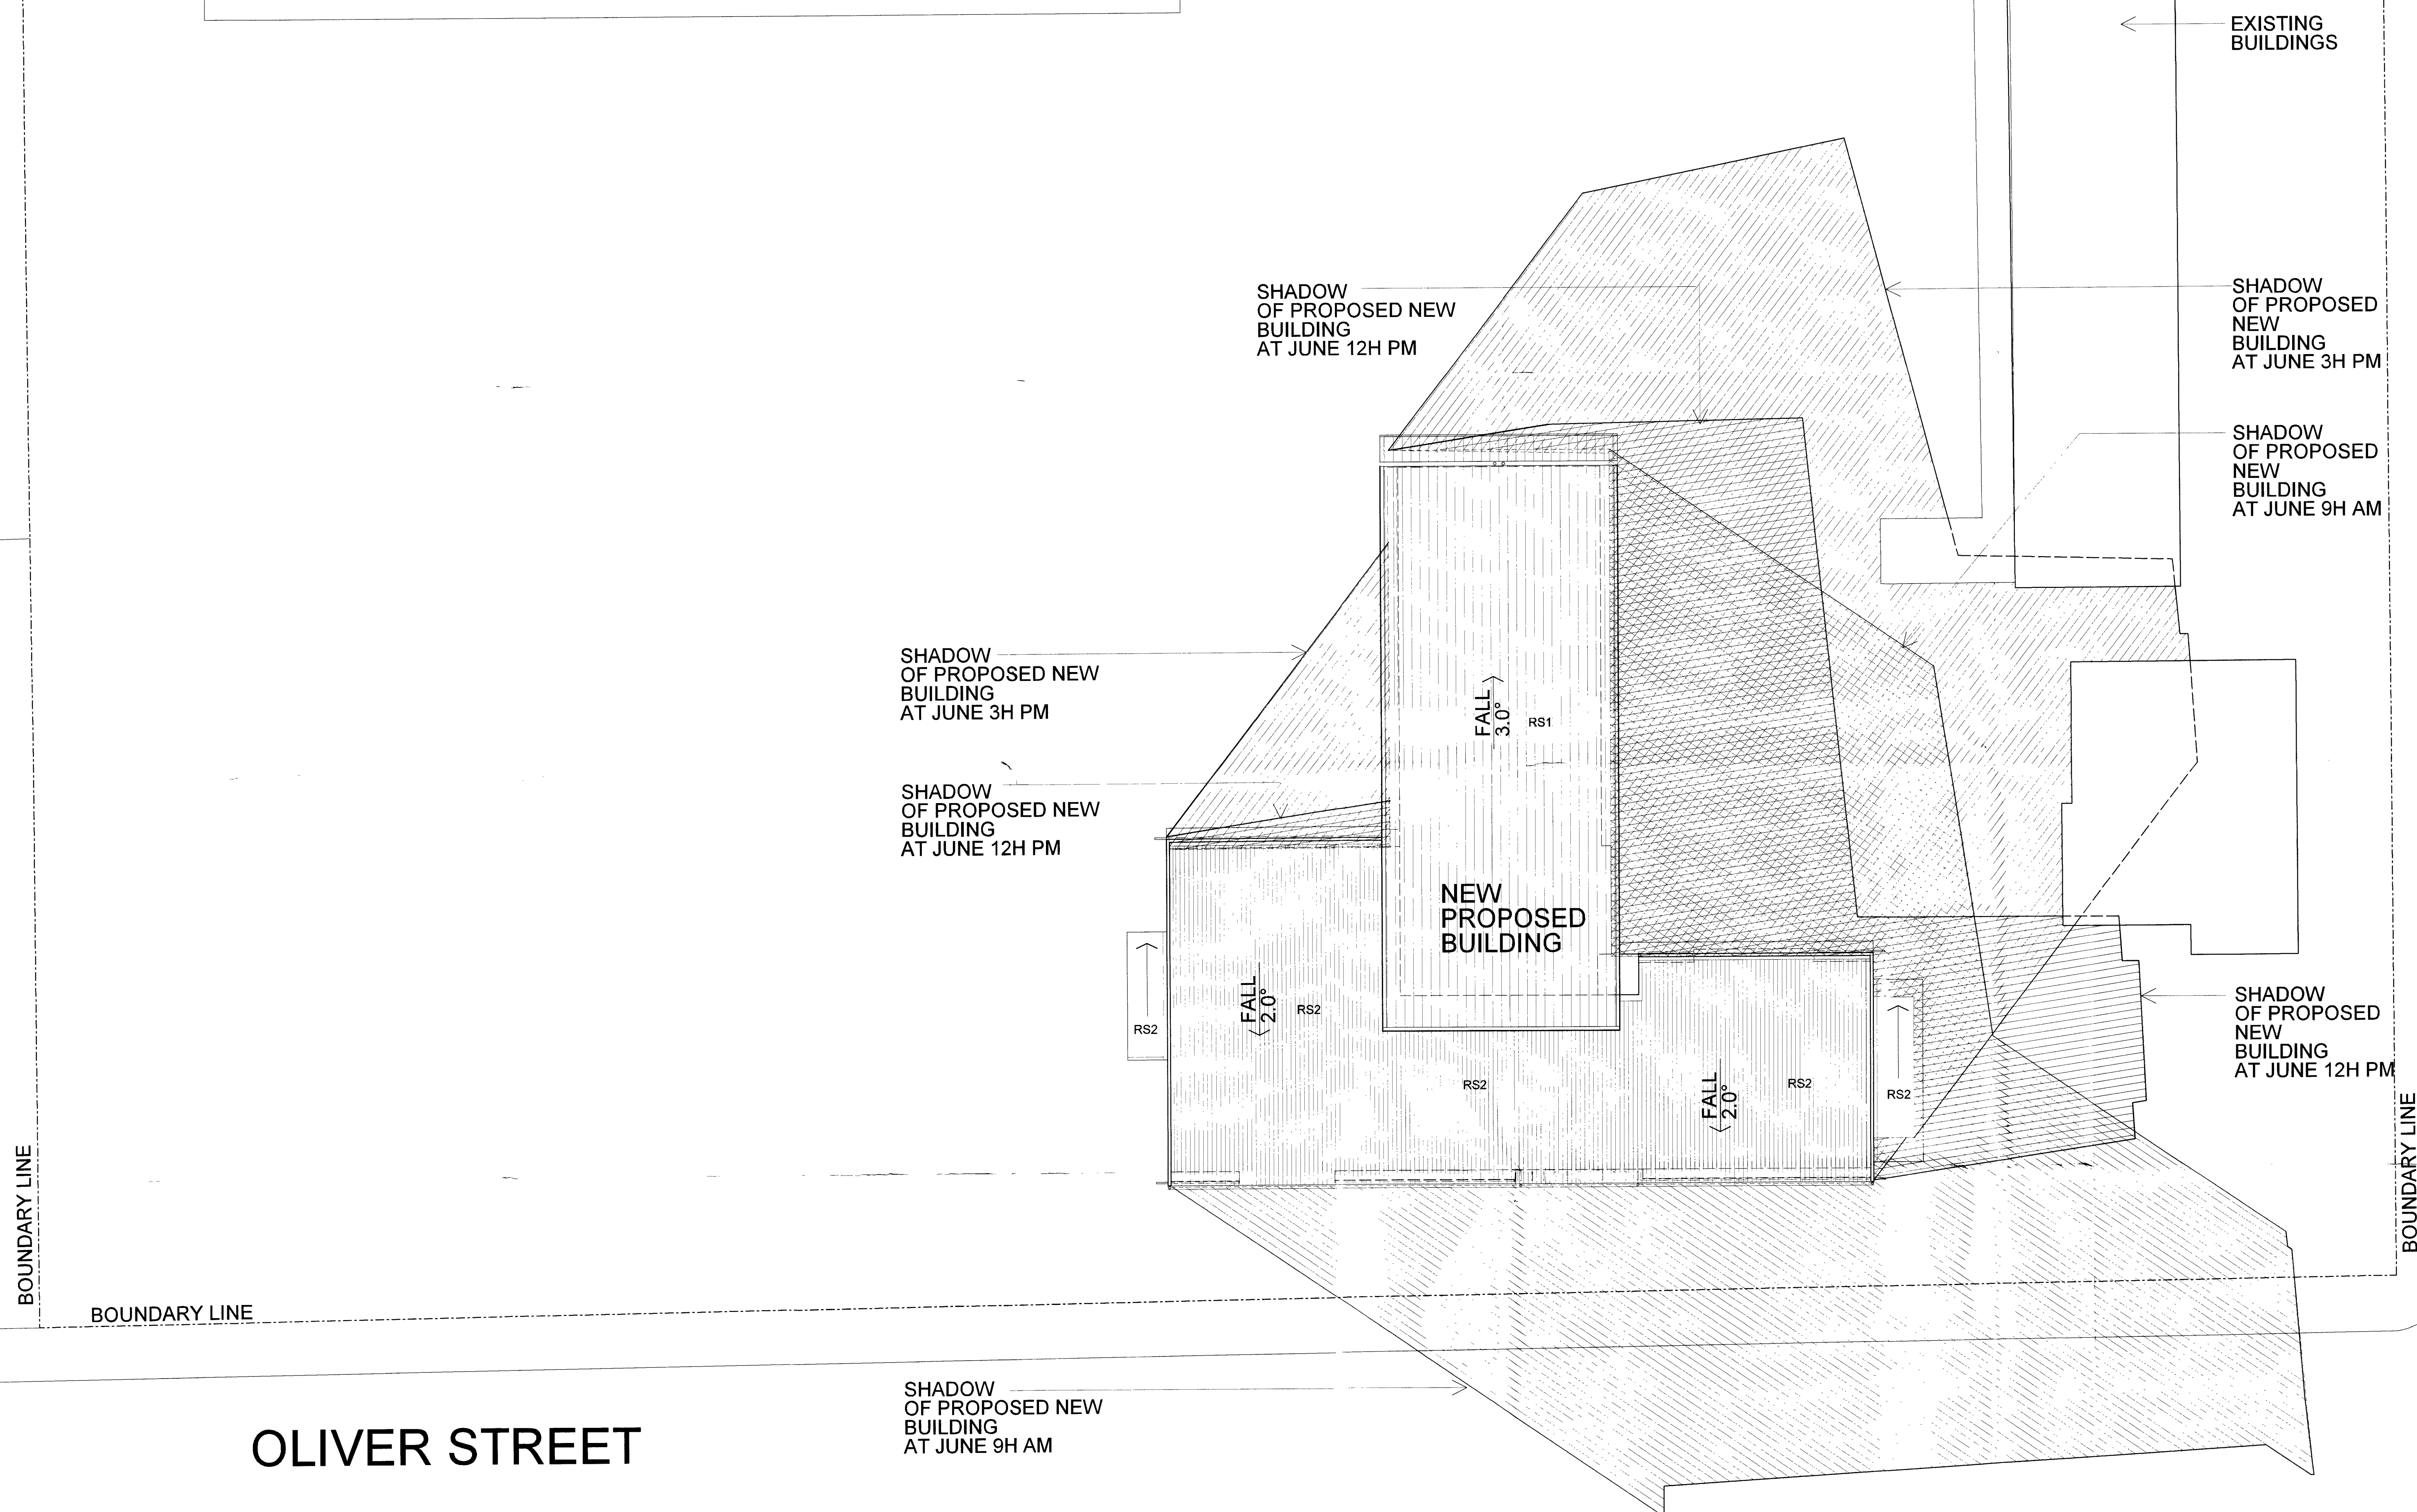 EXISTING
BUILDINGS
SHADOW
OF PROPOSED NEW
BUILDING
AT JUNE 12H PM
SHADOW
OF PROPOSED
NEW
BUILDING
AT JUNE 3H PM
SHADOW
OF PROPOSED
NEW
BUILDING
AT JUNE 9H AM
SHADOW
OF PROPOSED NEW
BUILDING
AT JUNE 3H PM
FALL
3.0°
RS1
SHADOW
OF PROPOSED NEW
BUILDING
AT JUNE 12H PM
NEW
PROPOSED
BUILDING
RS2
FALL
2.0°
RS2
RS2
FALL
2.0°
RS2
RS2
SHADOW
OF PROPOSED
NEW
BUILDING
AT JUNE 12H PM
BOUNDARY LINE
BOUNDARY LINE
BOUNDARY LINE
SHADOW
OF PROPOSED NEW
BUILDING
AT JUNE 9H AM
OLIVER STREET